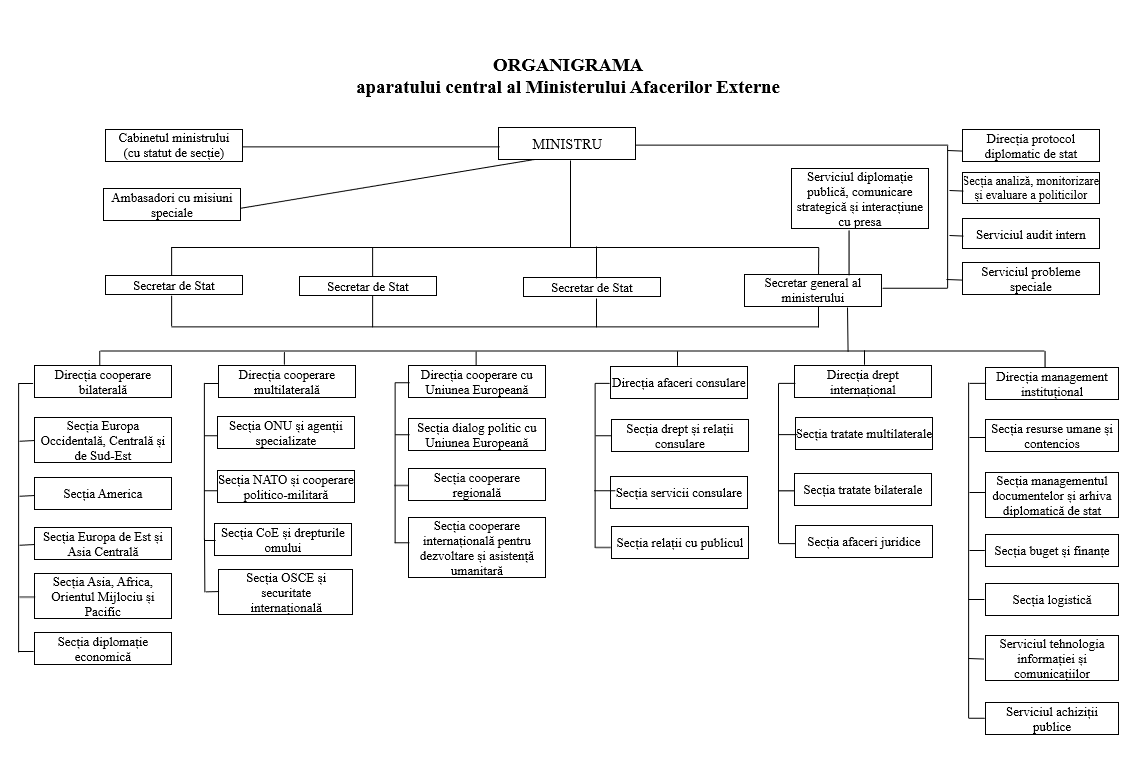 ORGANIGRAMA
aparatului central al Ministerului Afacerilor Externe
Cabinetul ministrului
(cu statut de secție)
MINISTRU
Direcția protocol
diplomatic de stat
Ambasadori cu misiuni
speciale
Serviciul diplomație
publică, comunicare
strategică și interacțiune
cu presa
Secția analiză, monitorizare
și evaluare a politicilor
Serviciul audit intern
Serviciul probleme
speciale
Secretar de Stat
Secretar de Stat
Secretar de Stat
Secretar general al
ministerului
Direcția cooperare
bilaterală
Secția Europa
Occidentală, Centrală și
de Sud-Est
Secția America
Secția Europa de Est și
Asia Centrală
Secția Asia, Africa,
Orientul Mijlociu și
Pacific
Secția diplomație
economică
Direcția cooperare
multilaterală
Secția ONU și agenții
specializate
Secția NATO și cooperare
politico-militară
Secția CoE și drepturile
omului
Secția OSCE și
securitate
internațională
Direcția cooperare cu
Uniunea Europeană
Secția dialog politic cu
Uniunea Europeană
Secția cooperare
regională
Secția cooperare
internațională pentru
dezvoltare și asistență
umanitară
Direcția afaceri consulare
Secția drept și relații
consulare
Secția servicii consulare
Secția relații cu publicul
Direcția drept
internațional
Secția tratate multilaterale
Secția tratate bilaterale
Secția afaceri juridice
Direcția management
instituțional
Secția resurse umane și
contencios
Secția managementul
documentelor și arhiva
diplomatică de stat
Secția buget și finanțe
Secția logistică
Serviciul tehnologia
informației și
comunicațiilor
Serviciul achiziții
publice